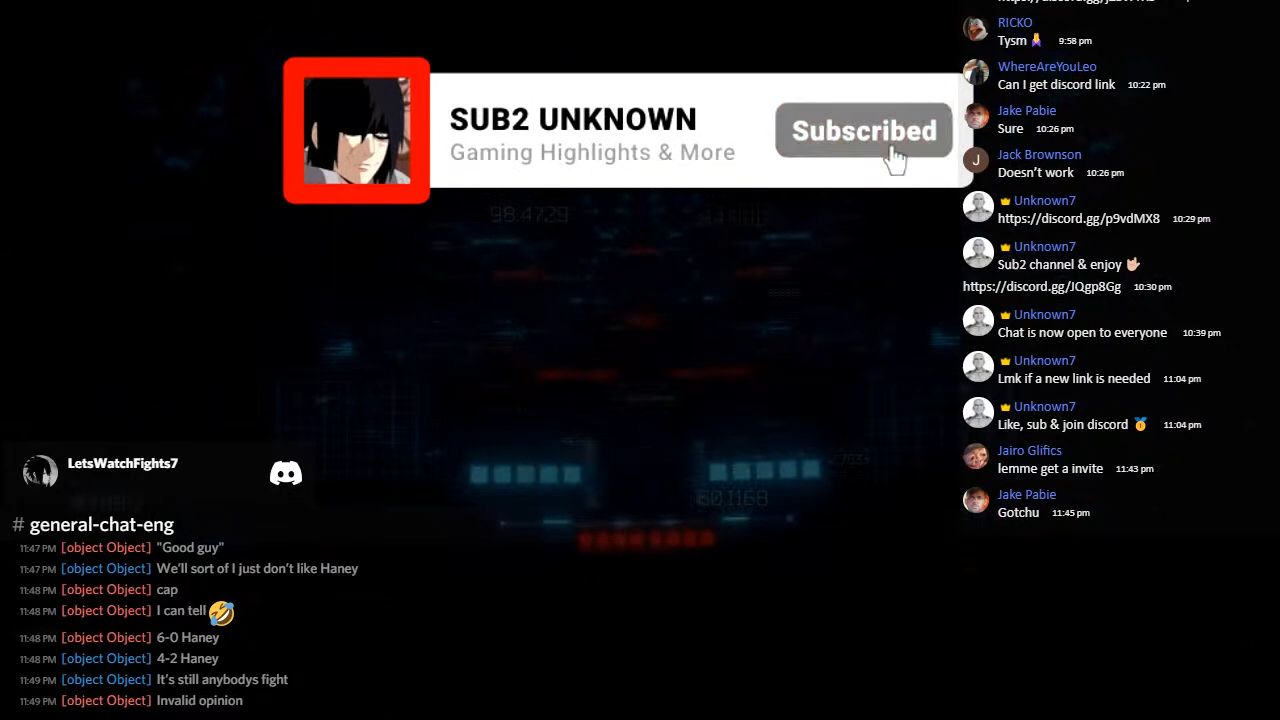 RICKO
Tysm 9:58 pm
WhereAreYouLeo
Can I get discord link 10:22 pm
Jake Pabie
Sure 10:26 pm
J Jack Brownson
Doesn't work 10:26 pm
Unknown7
https://discord.gg/p9vdMX8 10:29 pm
Unknown7
Sub2 channel & enjoy 🤟🏻
https://discord.gg/JQgp8Gg 10:30 pm
Unknown7
Chat is now open to everyone 10:39 pm
Unknown7
Lmk if a new link is needed 11:04 pm
Unknown7
Like, sub & join discord 🥇 11:04 pm
Jairo Glifics
lemme get a invite 11:43 pm
Jake Pabie
Gotchu 11:45 pm
SUB2 UNKNOWN
Gaming Highlights & More
Subscribed
98:4729
LetsWatchFights7
# general-chat-eng
11:47 PM [object Object] "Good guy"
11:47 PM [object Object] We'll sort of I just don't like Haney
11:48 PM [object Object] cap
11:48 PM [object Object] I can tell 🤣
11:48 PM [object Object] 6-0 Haney
11:48 PM [object Object] 4-2 Haney
11:49 PM [object Object] It's still anybodys fight
11:49 PM [object Object] Invalid opinion